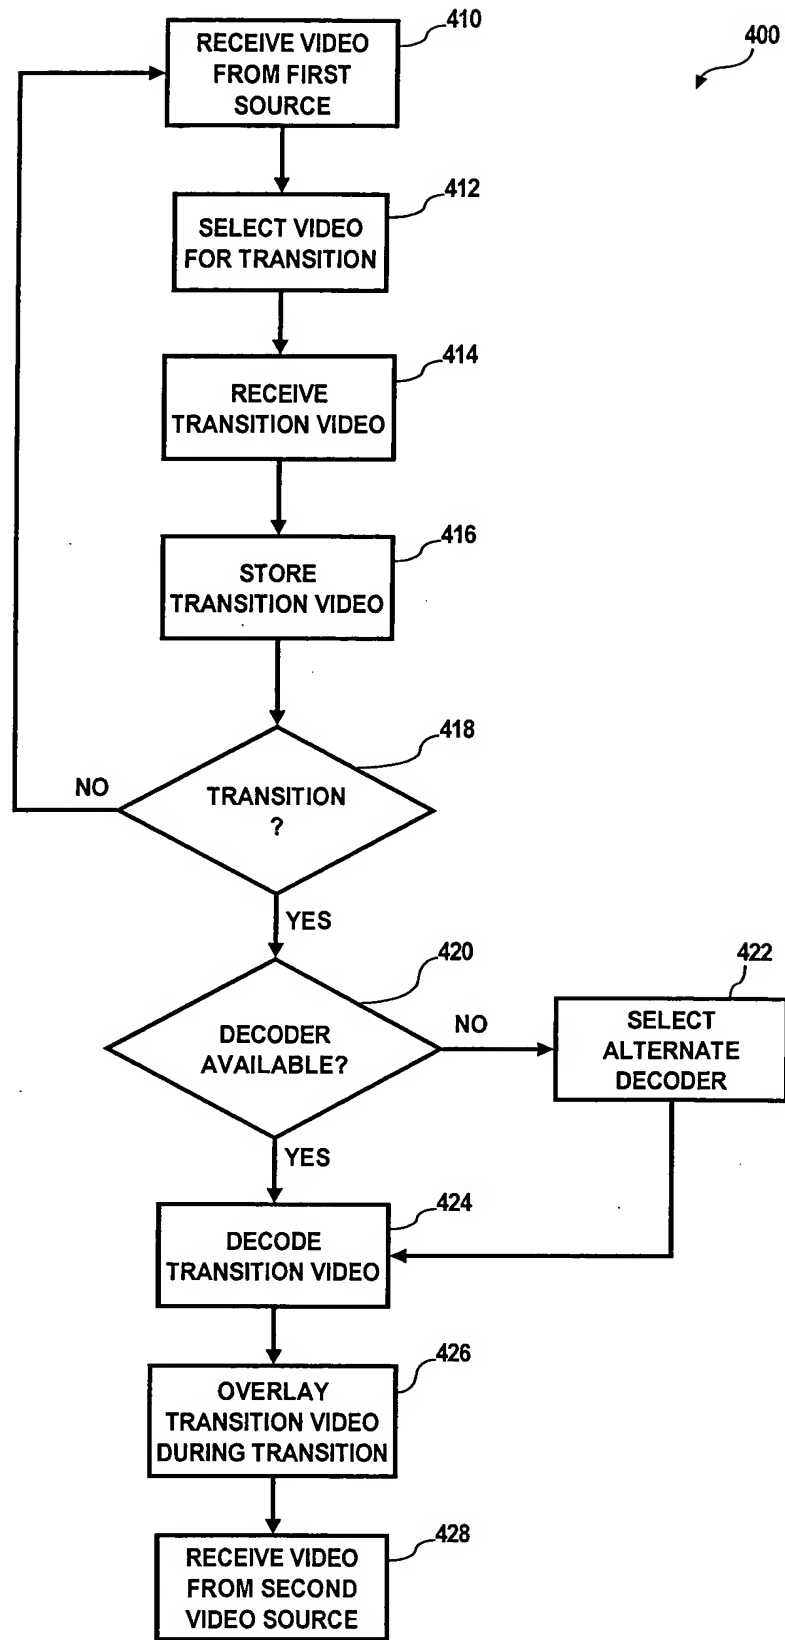 410
RECEIVE VIDEO
FROM FIRST
SOURCE
400
412
SELECT VIDEO
FOR TRANSITION
414
RECEIVE
TRANSITION VIDEO
416
STORE
TRANSITION VIDEO
418
NO
TRANSITION
?
YES
420
422
DECODER
AVAILABLE?
NO
SELECT
ALTERNATE
DECODER
YES
424
DECODE
TRANSITION VIDEO
426
OVERLAY
TRANSITION VIDEO
DURING TRANSITION
428
RECEIVE VIDEO
FROM SECOND
VIDEO SOURCE